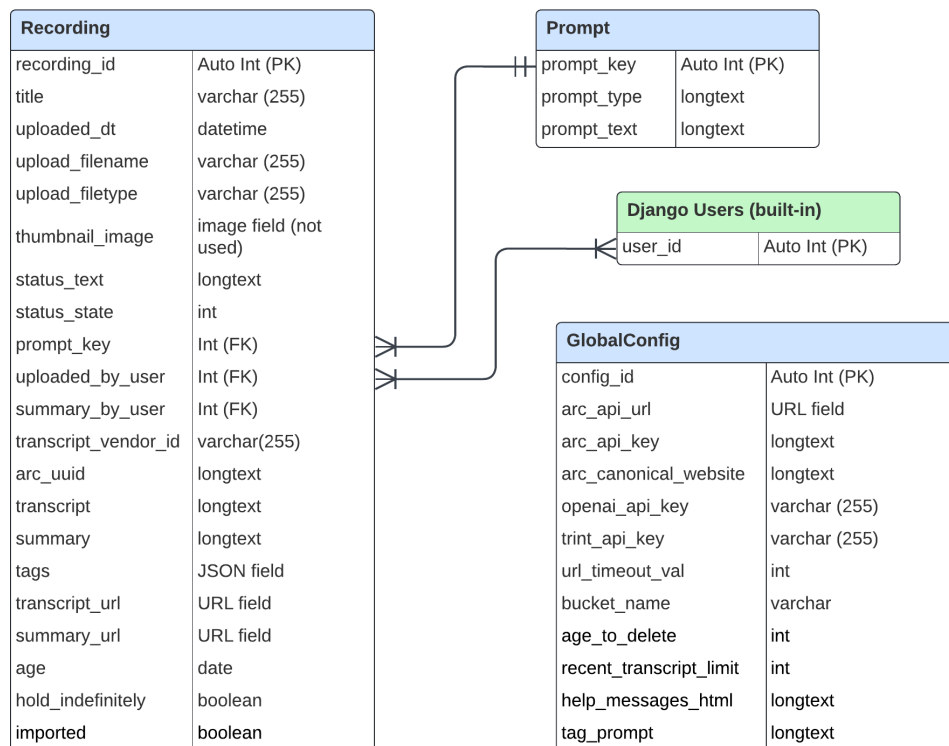 Recording
recording_id Auto Int (PK)
title varchar (255)
uploaded_dt datetime
upload_filename varchar (255)
upload_filetype varchar (255)
thumbnail_image image field (not
used)
status_text longtext
status_state int
prompt_key Int (FK)
uploaded_by_user Int (FK)
summary_by_user Int (FK)
transcript_vendor_id varchar(255)
arc_uuid longtext
transcript longtext
summary longtext
tags JSON field
transcript_url URL field
summary_url URL field
age date
hold_indefinitely boolean
imported boolean
Prompt
prompt_key Auto Int (PK)
prompt_type longtext
prompt_text longtext
Django Users (built-in)
user_id Auto Int (PK)
GlobalConfig
config_id Auto Int (PK)
arc_api_url URL field
arc_api_key longtext
arc_canonical_website longtext
openai_api_key varchar (255)
trint_api_key varchar (255)
url_timeout_val int
bucket_name varchar
age_to_delete int
recent_transcript_limit int
help_messages_html longtext
tag_prompt longtext